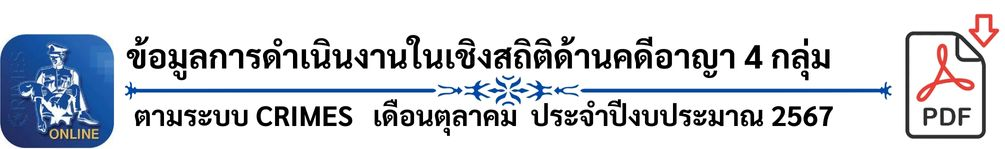 ข้อมูลการดำเนินงานในเชิงสถิติด้านคดีอาญา 4 กลุ่ม
ตามระบบ CRIMES เดือนตุลาคม ประจำปีงบประมาณ 2567
ONLINE
PDF